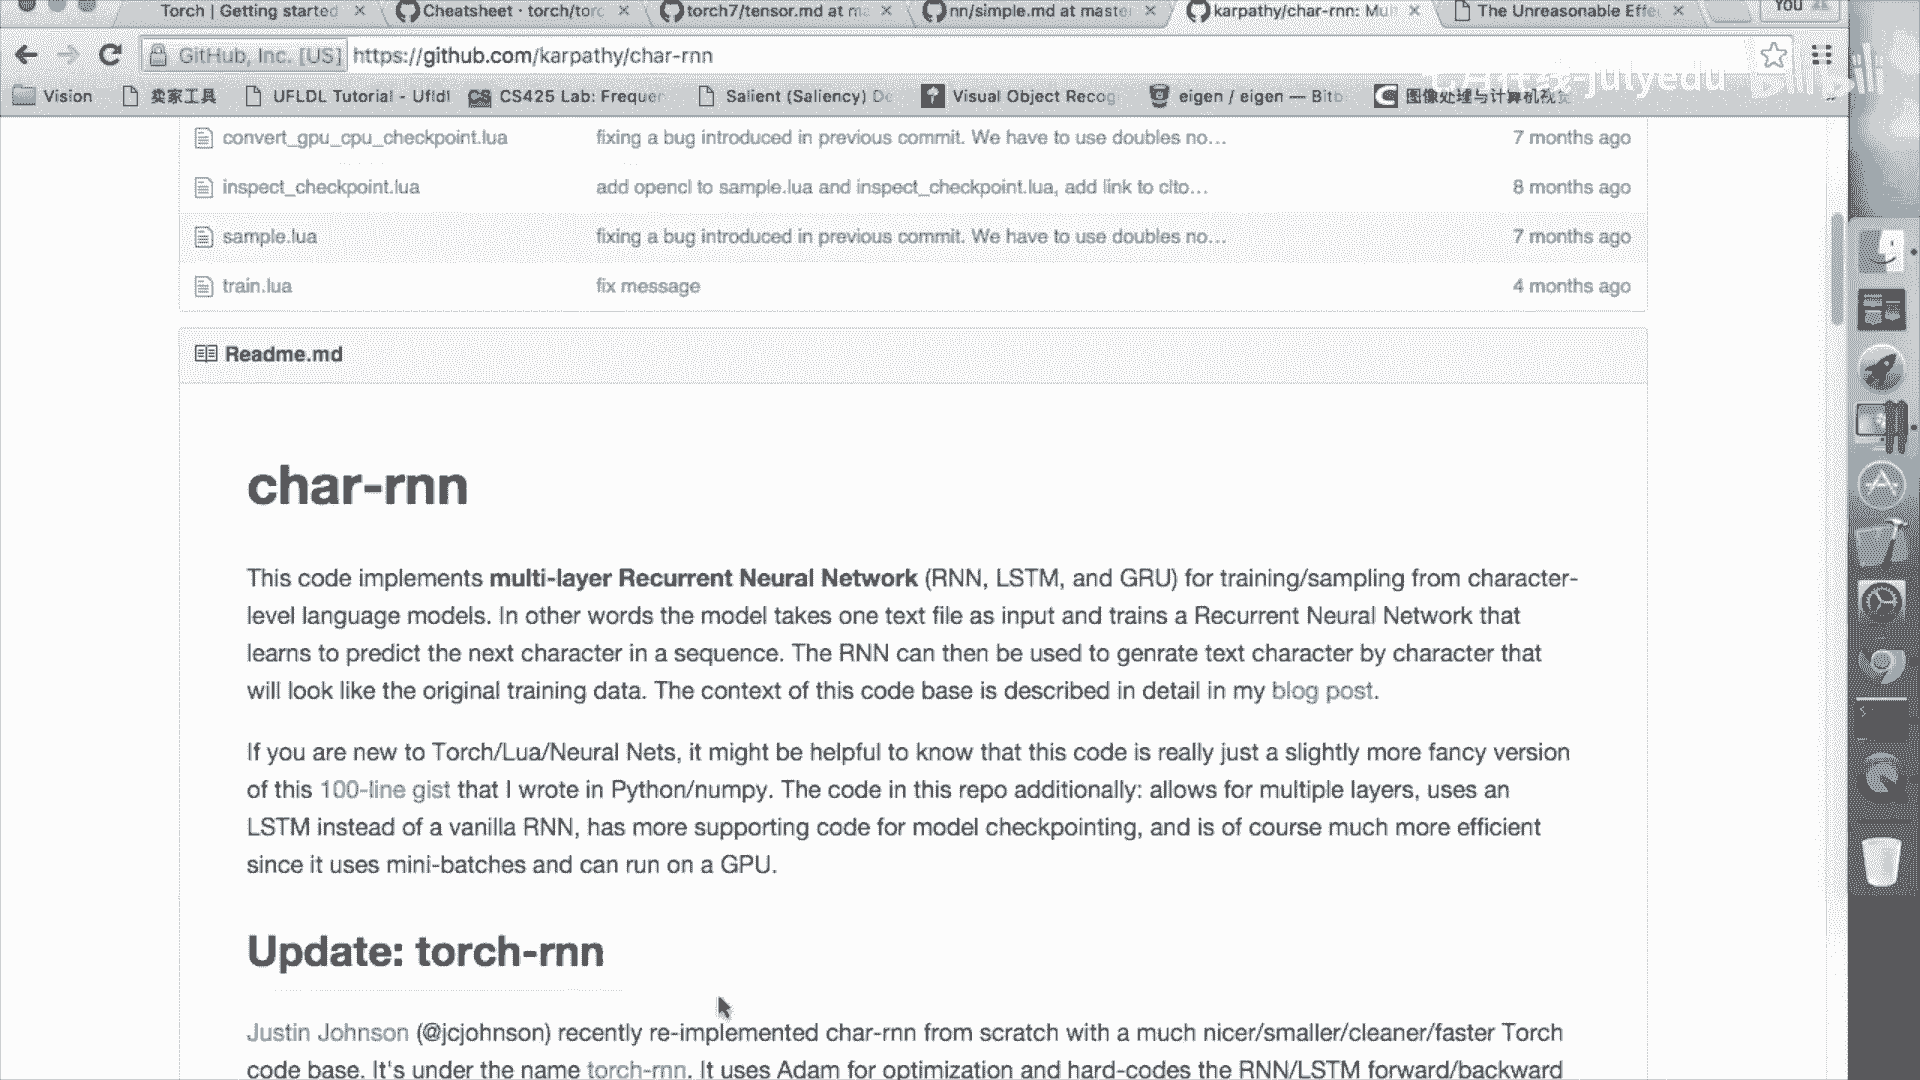 Torch | Getting started
Cheatsheet · torch/torc
torch7/tensor.md at ma
nn/simple.md at maste
karpathy/char-rnn: Mul
The Unreasonable Effe
YOU
GitHub, Inc. [US]
https://github.com/karpathy/char-rnn
julyedu
bilibili
Vision
卖家工具
UFLDL Tutorial - Ufldl
CS425 Lab: Frequen
Salient (Saliency) De
Visual Object Recog
eigen / eigen — Bitb
图像处理与计算机视觉
convert_gpu_cpu_checkpoint.lua
fixing a bug introduced in previous commit. We have to use doubles no…
7 months ago
inspect_checkpoint.lua
add opencl to sample.lua and inspect_checkpoint.lua, add link to clto…
8 months ago
sample.lua
fixing a bug introduced in previous commit. We have to use doubles no…
7 months ago
train.lua
fix message
4 months ago
Readme.md
char-rnn
This code implements multi-layer Recurrent Neural Network (RNN, LSTM, and GRU) for training/sampling from character-
level language models. In other words the model takes one text file as input and trains a Recurrent Neural Network that
learns to predict the next character in a sequence. The RNN can then be used to genrate text character by character that
will look like the original training data. The context of this code base is described in detail in my blog post.
If you are new to Torch/Lua/Neural Nets, it might be helpful to know that this code is really just a slightly more fancy version
of this 100-line gist that I wrote in Python/numpy. The code in this repo additionally: allows for multiple layers, uses an
LSTM instead of a vanilla RNN, has more supporting code for model checkpointing, and is of course much more efficient
since it uses mini-batches and can run on a GPU.
Update: torch-rnn
Justin Johnson (@jcjohnson) recently re-implemented char-rnn from scratch with a much nicer/smaller/cleaner/faster Torch
code base. It's under the name torch-rnn. It uses Adam for optimization and hard-codes the RNN/LSTM forward/backward